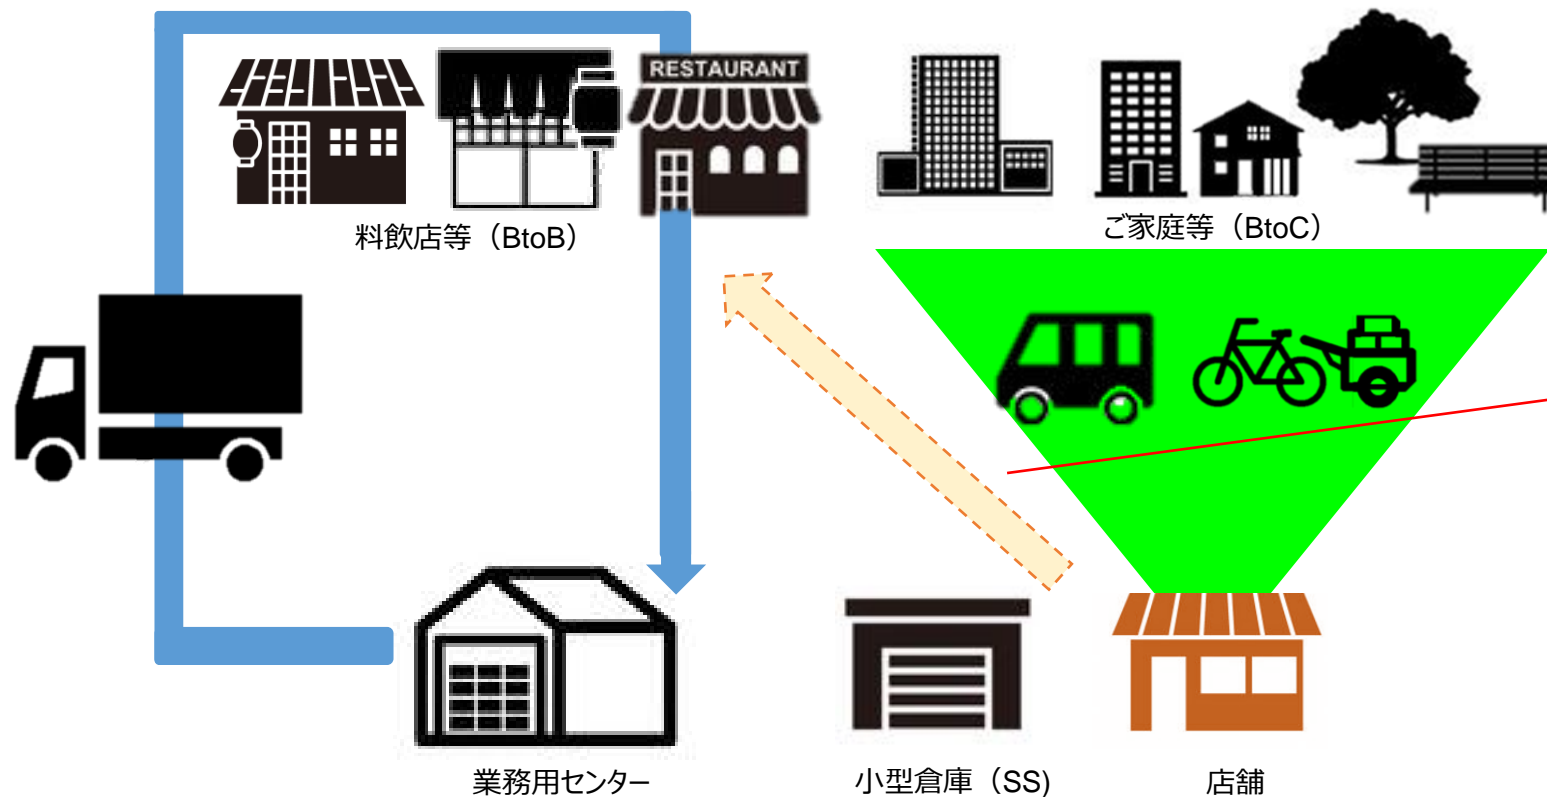 RESTAURANT
料飲店等（BtoB）
ご家庭等（BtoC）
業務用センター
小型倉庫（SS)
店舗